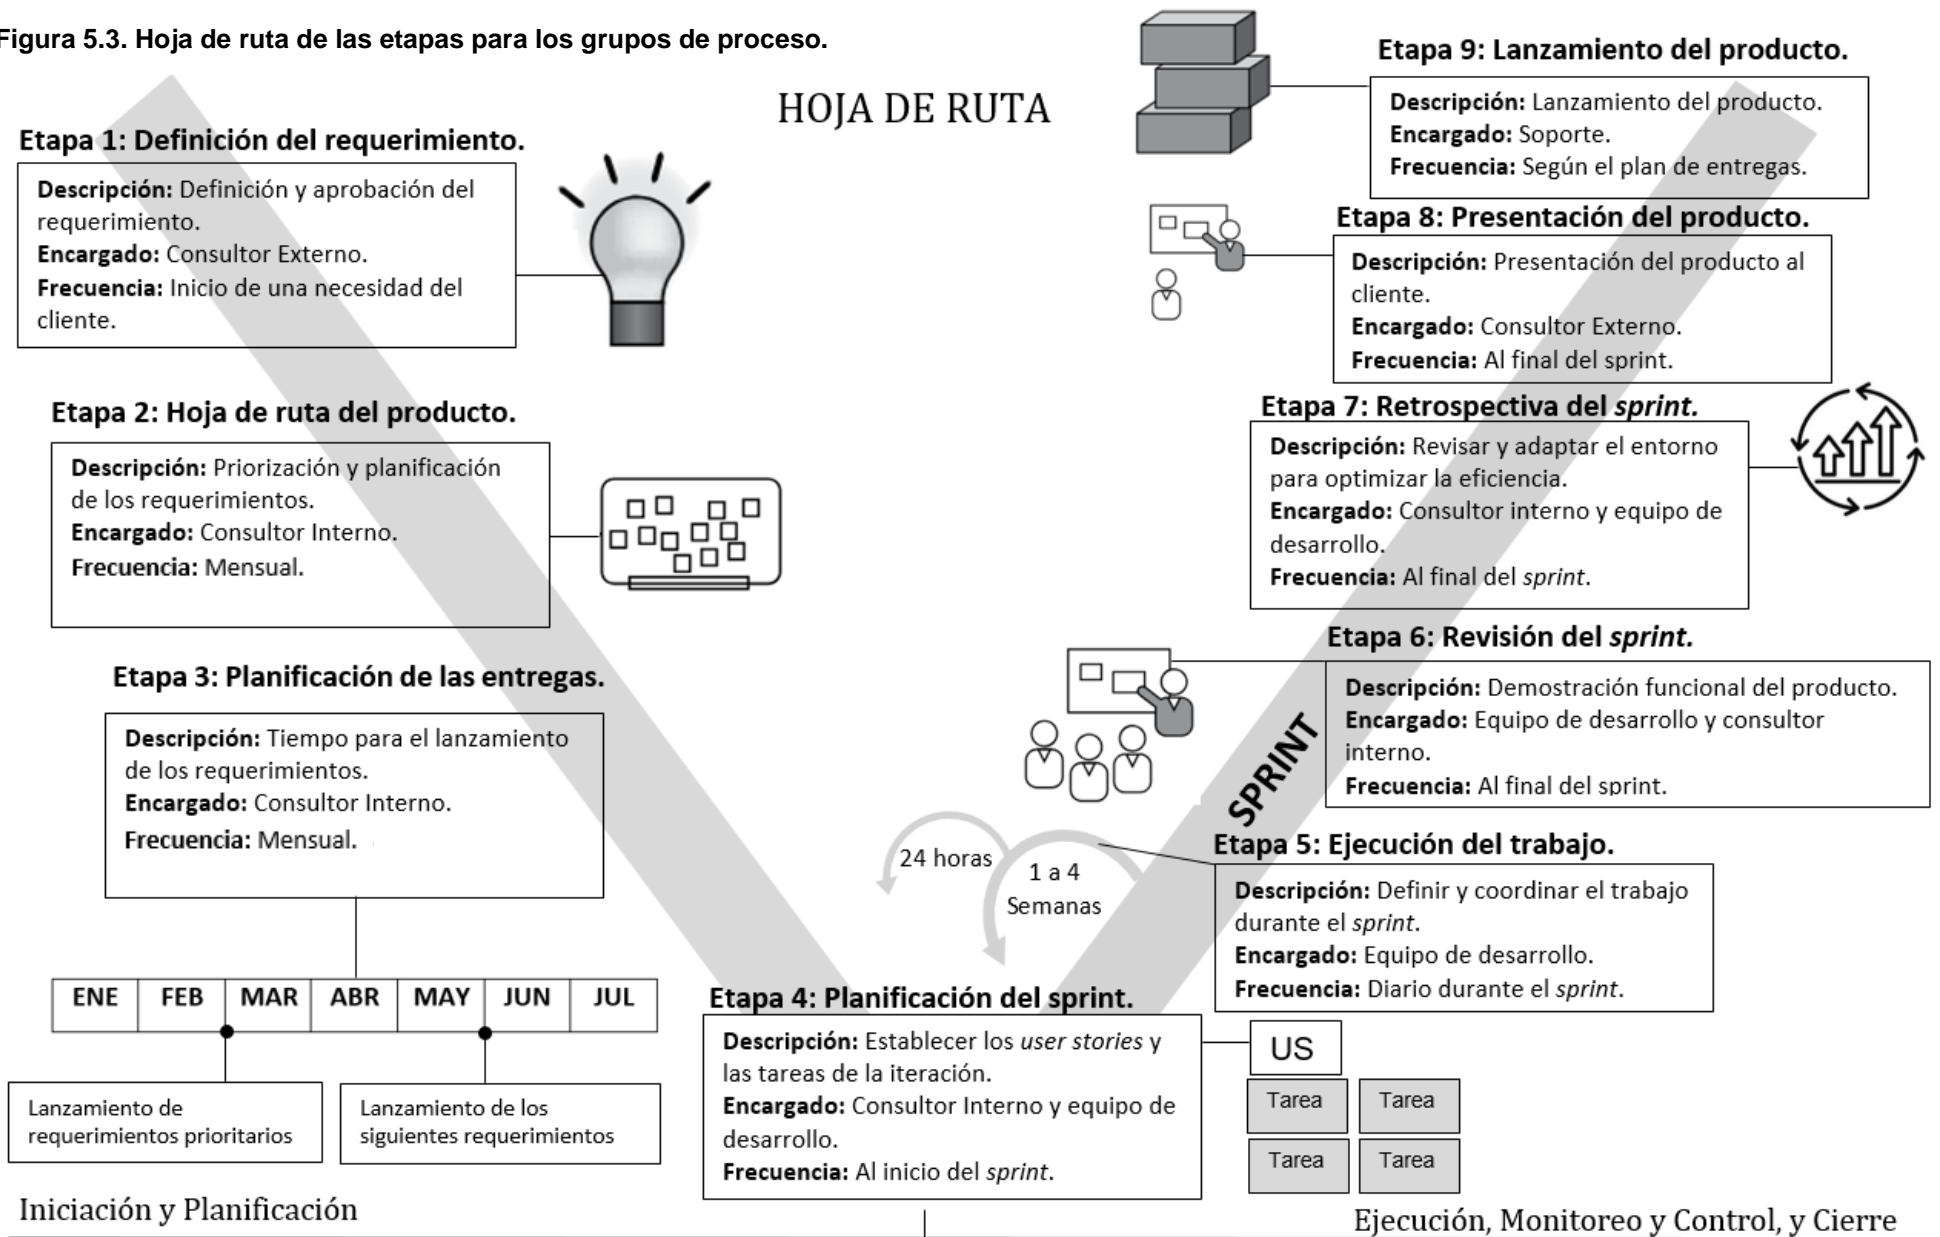 Figura 5.3. Hoja de ruta de las etapas para los grupos de proceso.
HOJA DE RUTA
Etapa 1: Definición del requerimiento.
Descripción: Definición y aprobación del
requerimiento.
Encargado: Consultor Externo.
Frecuencia: Inicio de una necesidad del
cliente.
Etapa 2: Hoja de ruta del producto.
Descripción: Priorización y planificación
de los requerimientos.
Encargado: Consultor Interno.
Frecuencia: Mensual.
Etapa 3: Planificación de las entregas.
Descripción: Tiempo para el lanzamiento
de los requerimientos.
Encargado: Consultor Interno.
Frecuencia: Mensual.
ENE FEB MAR ABR MAY JUN JUL
Lanzamiento de
requerimientos prioritarios
Lanzamiento de los
siguientes requerimientos
Iniciación y Planificación
Etapa 4: Planificación del sprint.
Descripción: Establecer los user stories y
las tareas de la iteración.
Encargado: Consultor Interno y equipo de
desarrollo.
Frecuencia: Al inicio del sprint.
US
Tarea Tarea
Tarea Tarea
24 horas
1 a 4
Semanas
SPRINT
Etapa 5: Ejecución del trabajo.
Descripción: Definir y coordinar el trabajo
durante el sprint.
Encargado: Equipo de desarrollo.
Frecuencia: Diario durante el sprint.
Etapa 6: Revisión del sprint.
Descripción: Demostración funcional del producto.
Encargado: Equipo de desarrollo y consultor
interno.
Frecuencia: Al final del sprint.
Etapa 7: Retrospectiva del sprint.
Descripción: Revisar y adaptar el entorno
para optimizar la eficiencia.
Encargado: Consultor interno y equipo de
desarrollo.
Frecuencia: Al final del sprint.
Etapa 8: Presentación del producto.
Descripción: Presentación del producto al
cliente.
Encargado: Consultor Externo.
Frecuencia: Al final del sprint.
Etapa 9: Lanzamiento del producto.
Descripción: Lanzamiento del producto.
Encargado: Soporte.
Frecuencia: Según el plan de entregas.
Ejecución, Monitoreo y Control, y Cierre